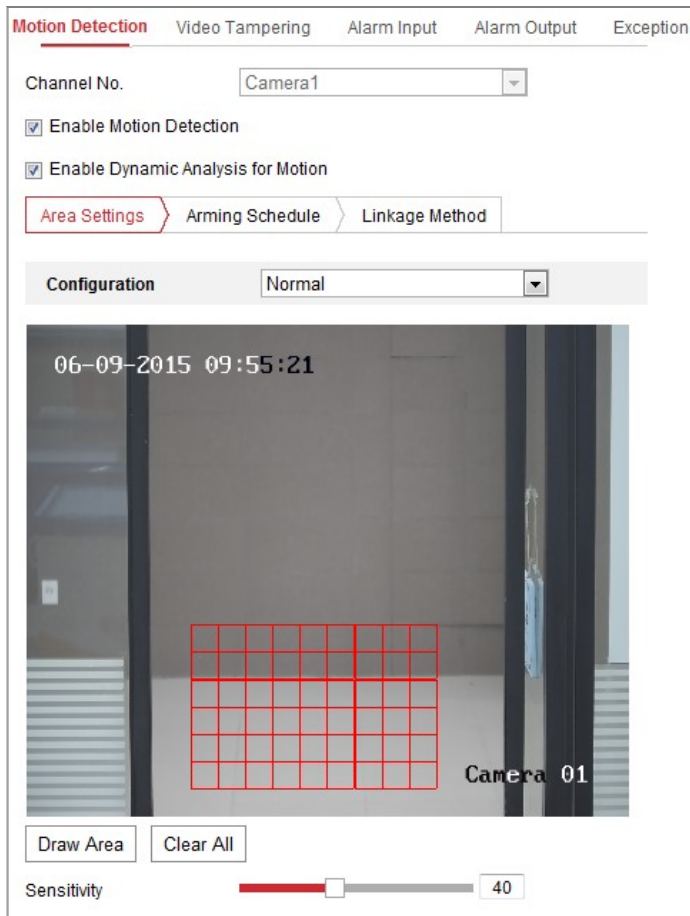 Motion Detection Video Tampering Alarm Input Alarm Output Exception
Channel No. Camera1
Enable Motion Detection
Enable Dynamic Analysis for Motion
Area Settings Arming Schedule Linkage Method
Configuration Normal
06-09-2015 09:55:21
Camera 01
Draw Area Clear All
Sensitivity 40